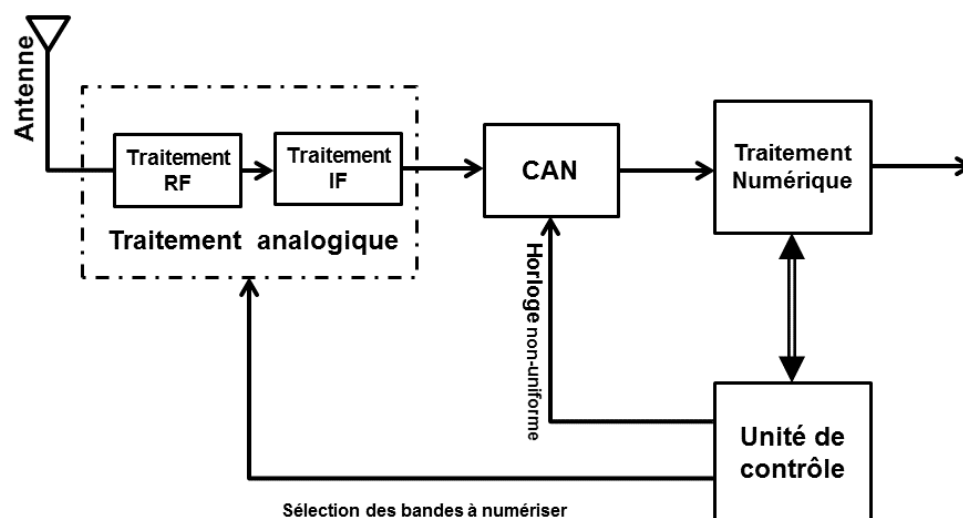 Antenne
Traitement
RF
Traitement
IF
Traitement analogique
CAN
Traitement
Numérique
Horloge non-uniforme
Unité de
contrôle
Sélection des bandes à numériser